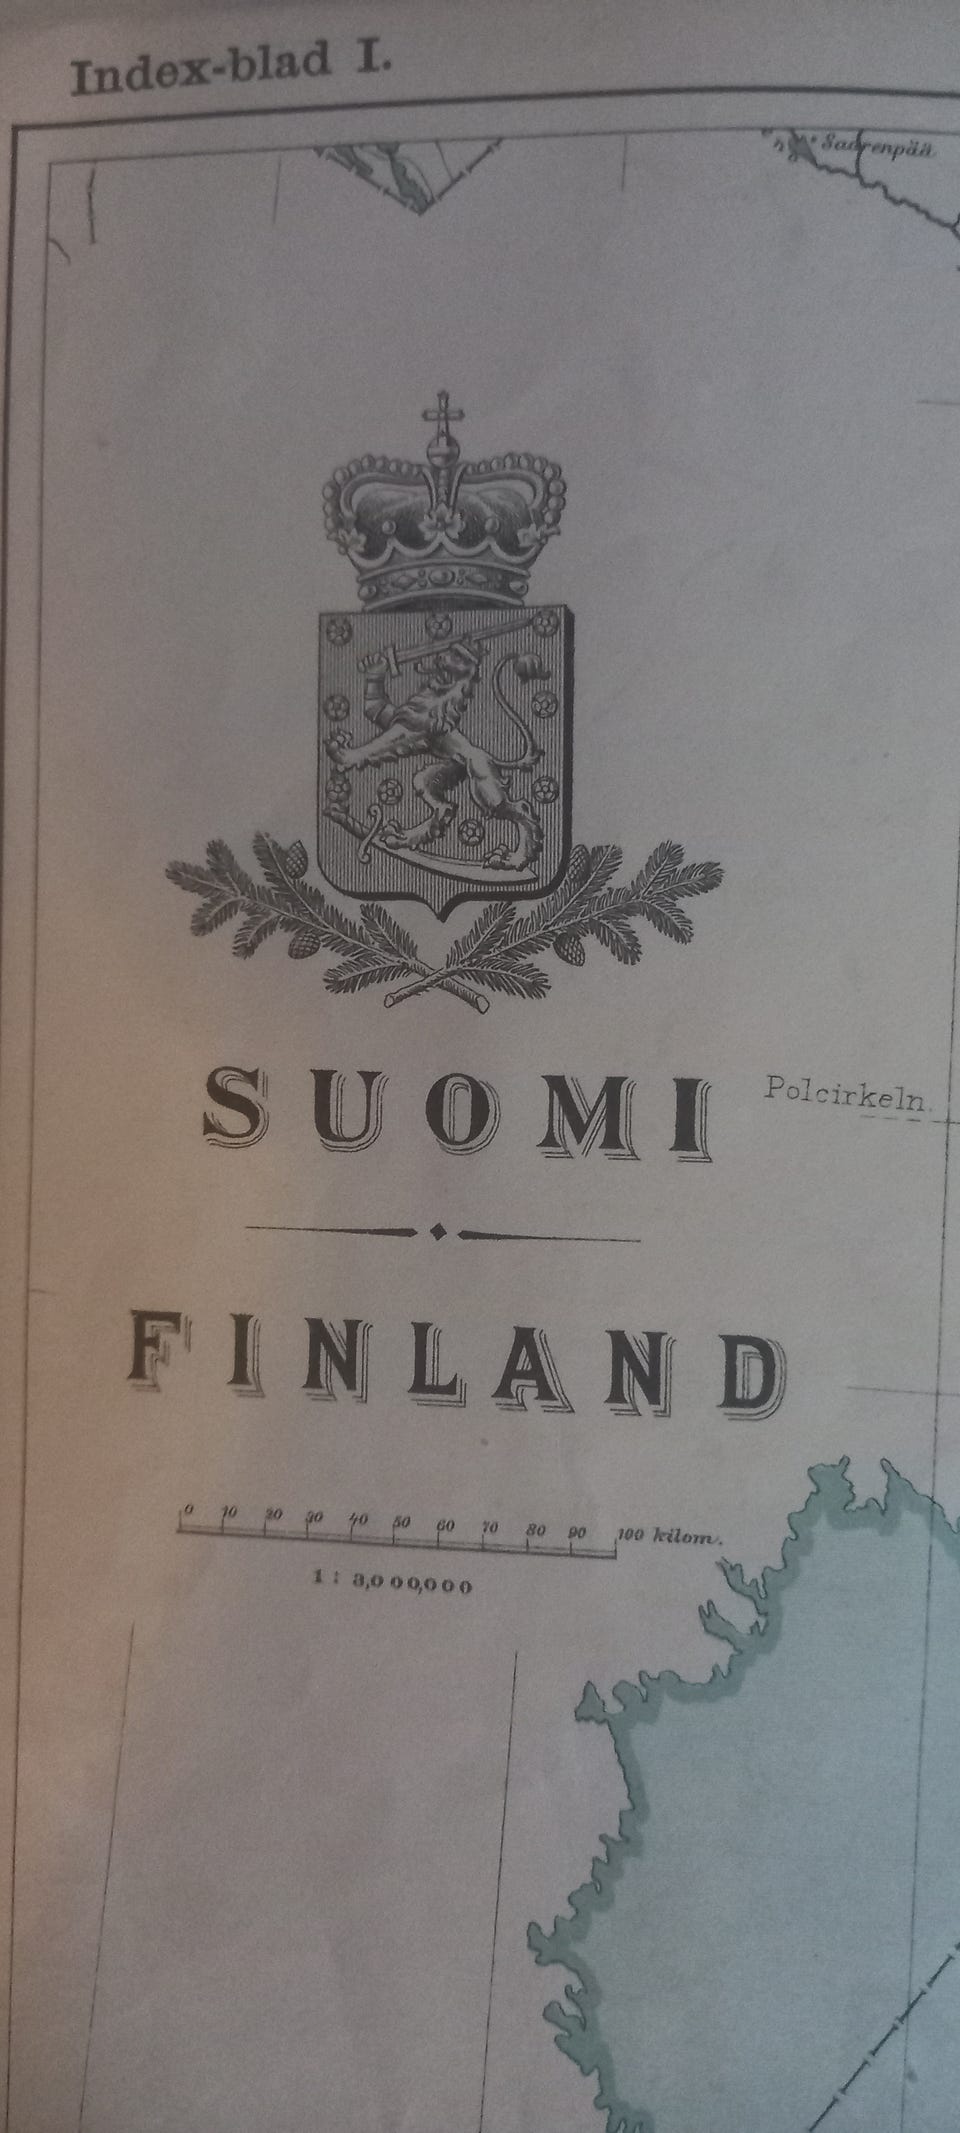 Index-blad I.
Saarenpää
SUOMI
Polcirkeln.
FINLAND
0 10 20 30 40 50 60 70 80 90 100 kilom.
1 : 3,000,000